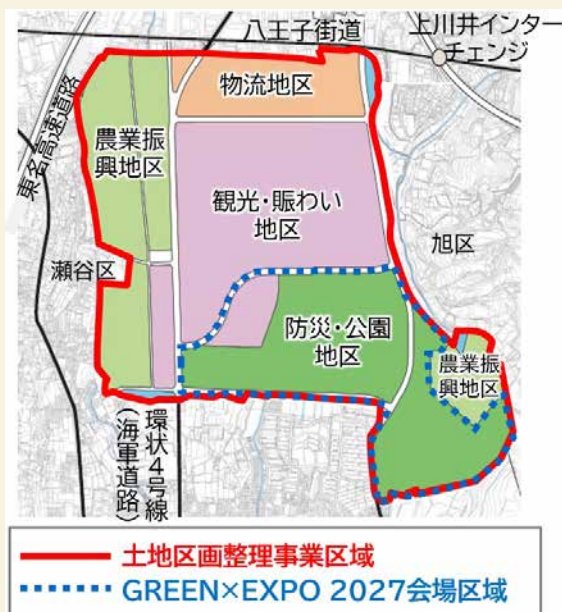 八王子街道
上川井インター
チェンジ
物流地区
東名高速道路
農業振
興地区
観光・賑わい
地区
旭区
瀬谷区
防災・公園
地区
農業振
興地区
環状4号線
(海軍道路)
土地区画整理事業区域
GREEN×EXPO 2027会場区域